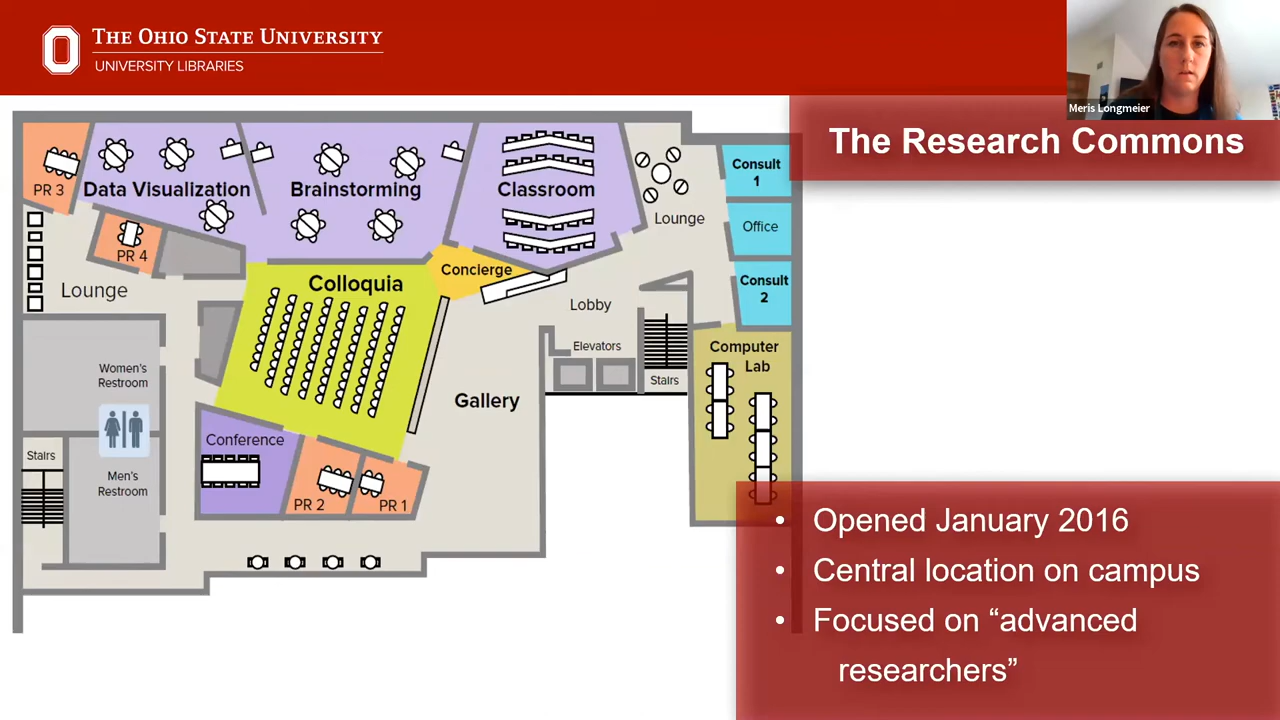 THE OHIO STATE UNIVERSITY
UNIVERSITY LIBRARIES
Meris Longmeier
The Research Commons
PR 3
Data Visualization
Brainstorming
Classroom
Lounge
Consult
1
Office
Consult
2
PR 4
Lounge
Colloquia
Concierge
Lobby
Elevators
Stairs
Computer
Lab
Women's
Restroom
Gallery
Conference
Stairs
Men's
Restroom
PR 2
PR 1
• Opened January 2016
• Central location on campus
• Focused on “advanced
researchers”